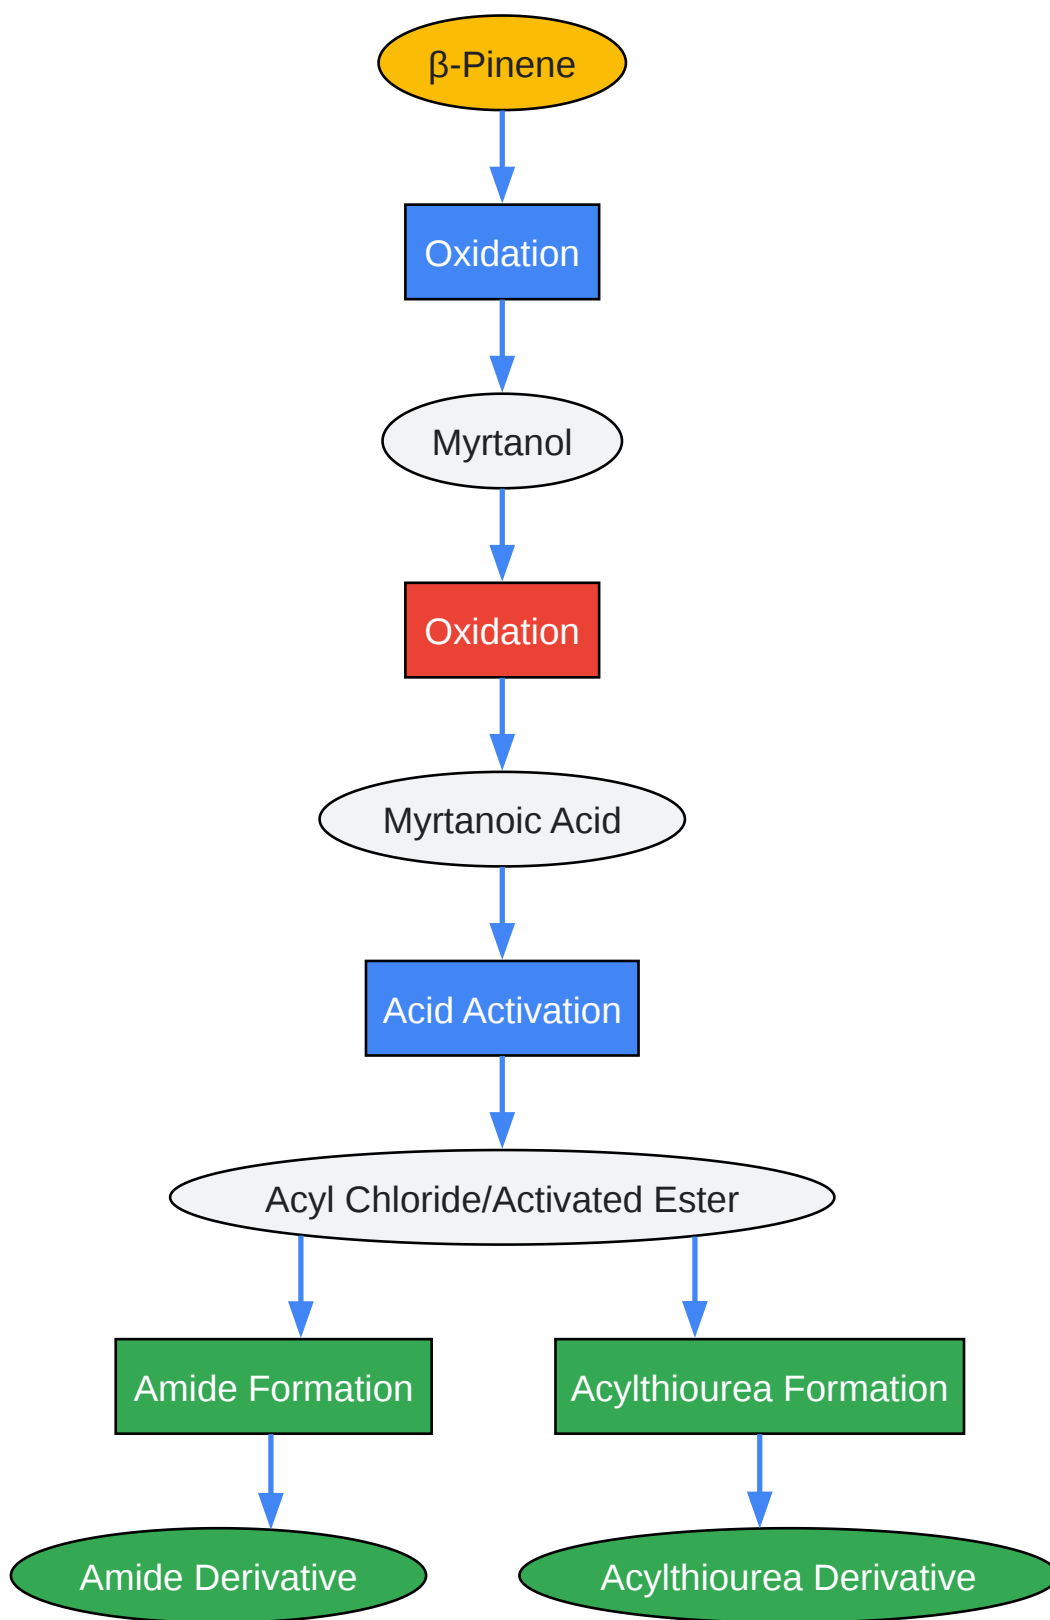 β-Pinene
Oxidation
Myrtanol
Oxidation
Myrtanoic Acid
Acid Activation
Acyl Chloride/Activated Ester
Amide Formation
Acylthiourea Formation
Amide Derivative
Acylthiourea Derivative